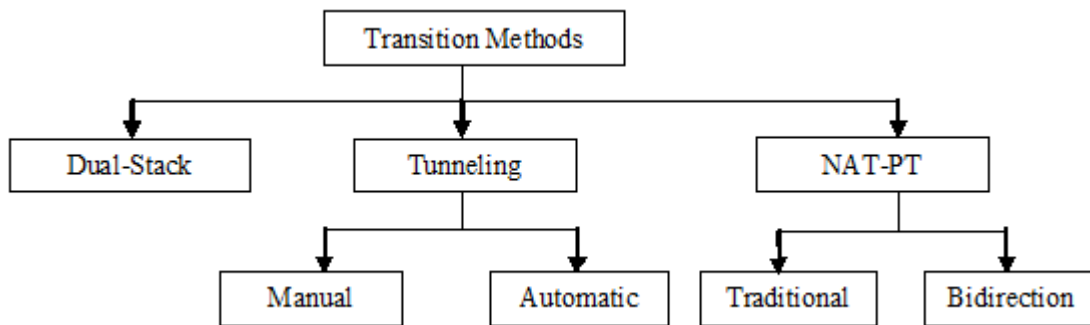 Transition Methods
Dual-Stack
Tunneling
NAT-PT
Manual
Automatic
Traditional
Bidirection